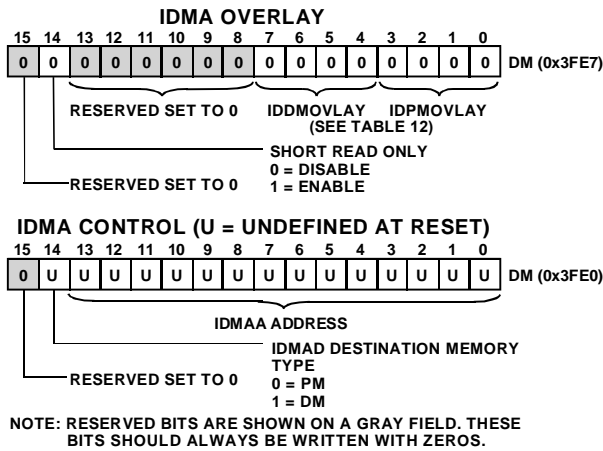 IDMA OVERLAY
15 14 13 12 11 10 9 8 7 6 5 4 3 2 1 0
0 0 0 0 0 0 0 0 0 0 0 0 0 0 0 0 DM (0x3FE7)
RESERVED SET TO 0 IDDMOVLAY IDPMOVLAY
(SEE TABLE 12)
SHORT READ ONLY
0 = DISABLE
RESERVED SET TO 0 1 = ENABLE
IDMA CONTROL (U = UNDEFINED AT RESET)
15 14 13 12 11 10 9 8 7 6 5 4 3 2 1 0
0 U U U U U U U U U U U U U U U DM (0x3FE0)
IDMAA ADDRESS
IDMAD DESTINATION MEMORY
TYPE
RESERVED SET TO 0 0 = PM
1 = DM
NOTE: RESERVED BITS ARE SHOWN ON A GRAY FIELD. THESE
BITS SHOULD ALWAYS BE WRITTEN WITH ZEROS.